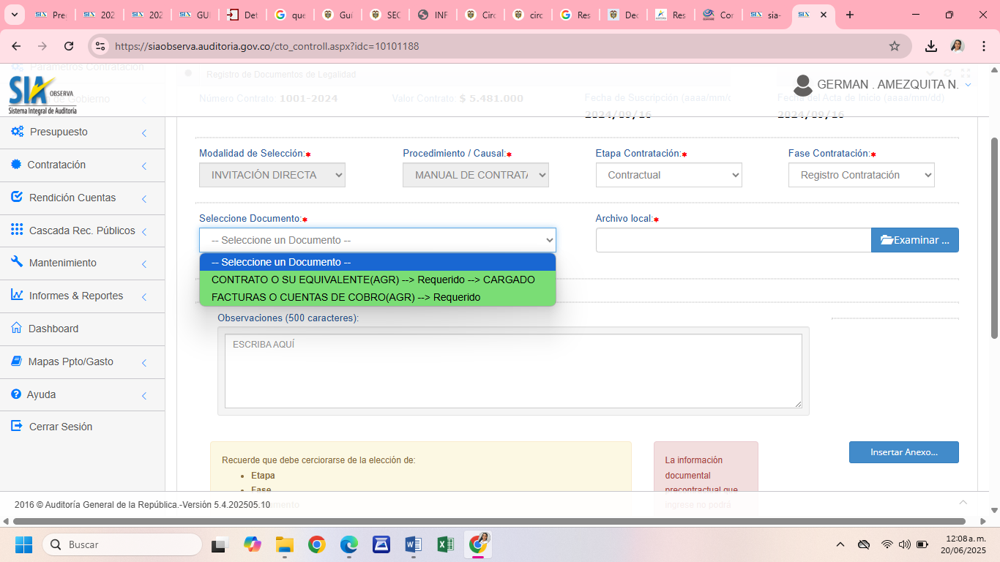 Pre
202
202
GUI
Det
que
Guí
SEC
INF
Circ
circ
Res
Dec
Res
Cor
sia-
https://siaobserva.auditoria.gov.co/cto_controll.aspx?idc=10101188
Parámetros Contratación
Registro de Documentos de Legalidad
SIA OBSERVA
Sistema Integral de Auditoría
de Gobierno
GERMAN . AMEZQUITA N.
Número Contrato: 1001-2024
Valor Contrato: $ 5.481.000
Fecha de Suscripción (aaaa/mm/d
2024/09/16
Fecha del Acta de Inicio (aaaa/mm/dd)
2024/09/16
Presupuesto
Contratación
Rendición Cuentas
Cascada Rec. Públicos
Mantenimiento
Informes & Reportes
Dashboard
Mapas Ppto/Gasto
Ayuda
Cerrar Sesión
Modalidad de Selección:*
INVITACIÓN DIRECTA
Procedimiento / Causal:*
MANUAL DE CONTRATA
Etapa Contratación:*
Contractual
Fase Contratación:*
Registro Contratación
Seleccione Documento:*
-- Seleccione un Documento --
Archivo local:*
Examinar ...
-- Seleccione un Documento --
CONTRATO O SU EQUIVALENTE(AGR) --> Requerido --> CARGADO
FACTURAS O CUENTAS DE COBRO(AGR) --> Requerido
Observaciones (500 caracteres):
ESCRIBA AQUÍ
Recuerde que debe cerciorarse de la elección de:
• Etapa
• Fase
La información
documental
precontractual que
ingrese no podrá
Insertar Anexo...
2016 © Auditoría General de la República.-Versión 5.4.202505.10
Buscar
12:08 a. m.
20/06/2025